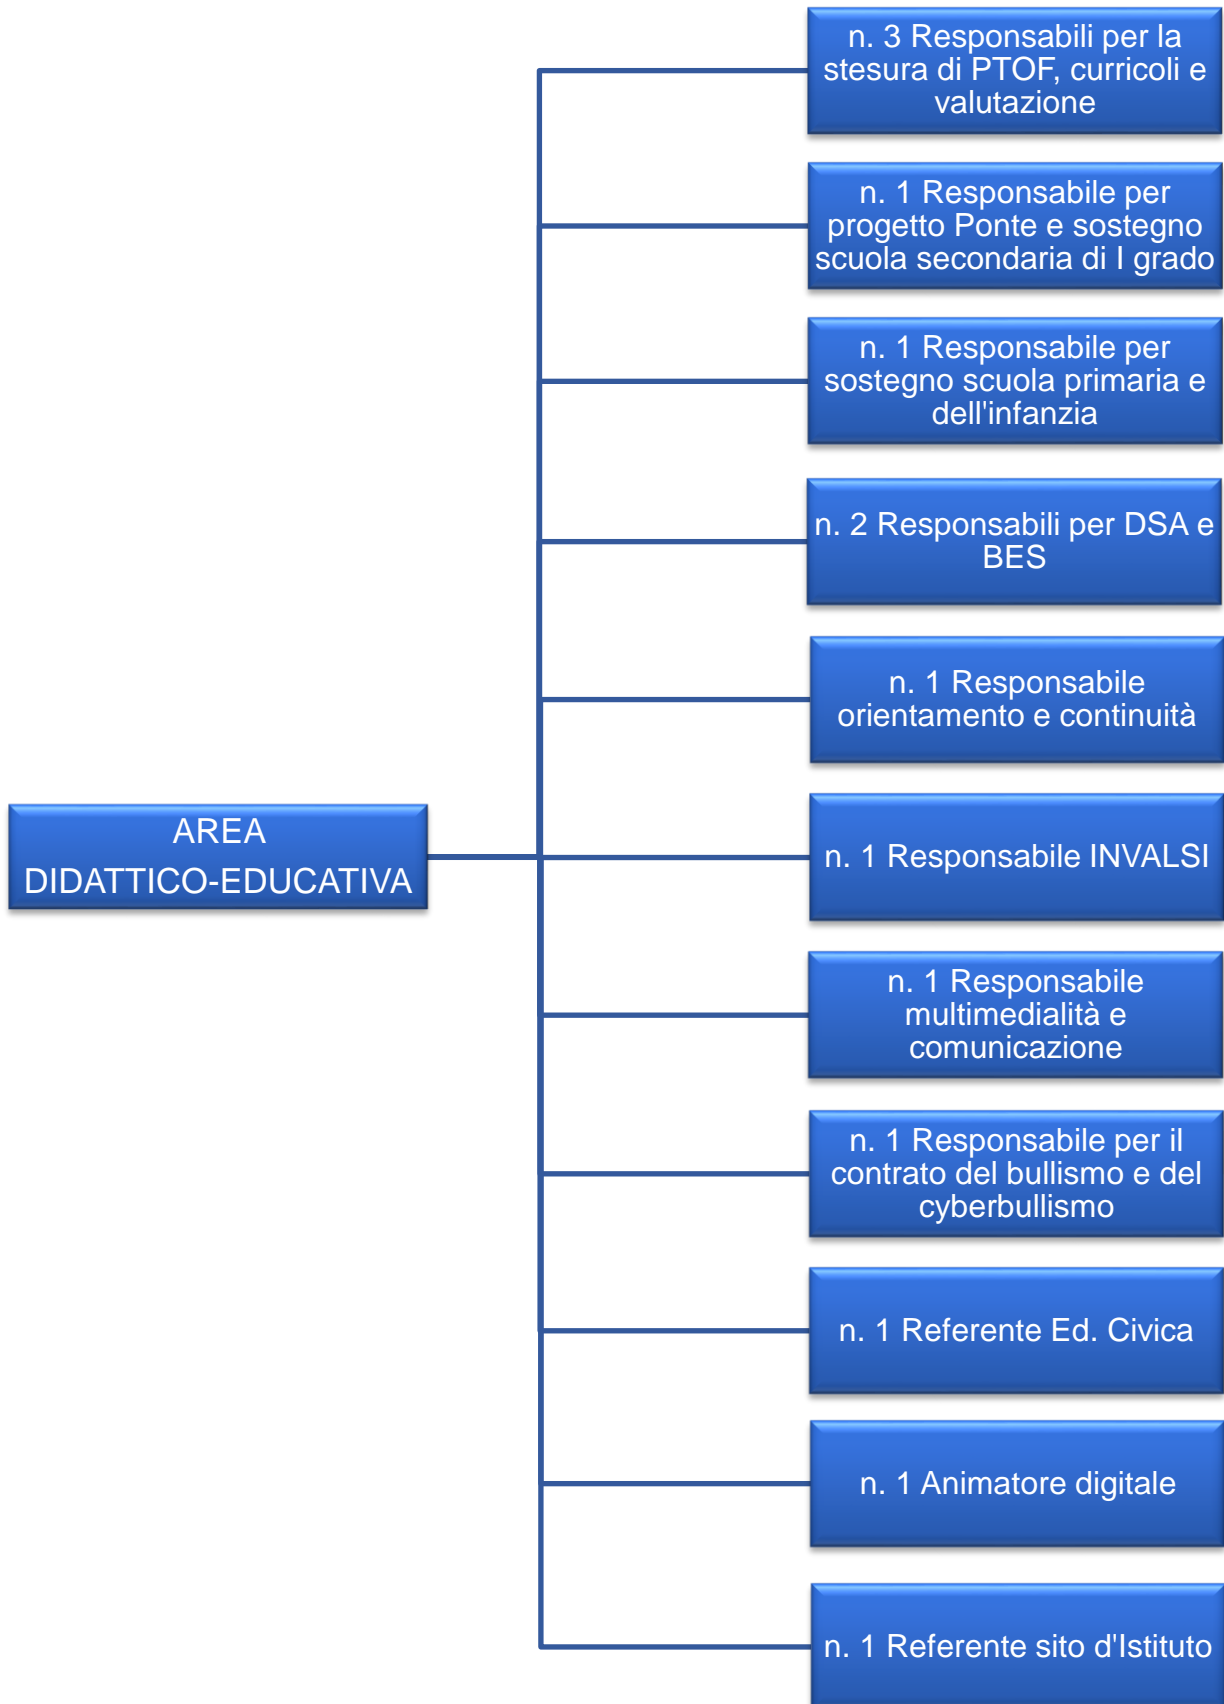 n. 3 Responsabili per la
stesura di PTOF, curricoli e
valutazione
n. 1 Responsabile per
progetto Ponte e sostegno
scuola secondaria di I grado
n. 1 Responsabile per
sostegno scuola primaria e
dell'infanzia
n. 2 Responsabili per DSA e
BES
n. 1 Responsabile
orientamento e continuità
AREA
DIDATTICO-EDUCATIVA
n. 1 Responsabile INVALSI
n. 1 Responsabile
multimedialità e
comunicazione
n. 1 Responsabile per il
contrato del bullismo e del
cyberbullismo
n. 1 Referente Ed. Civica
n. 1 Animatore digitale
n. 1 Referente sito d'Istituto